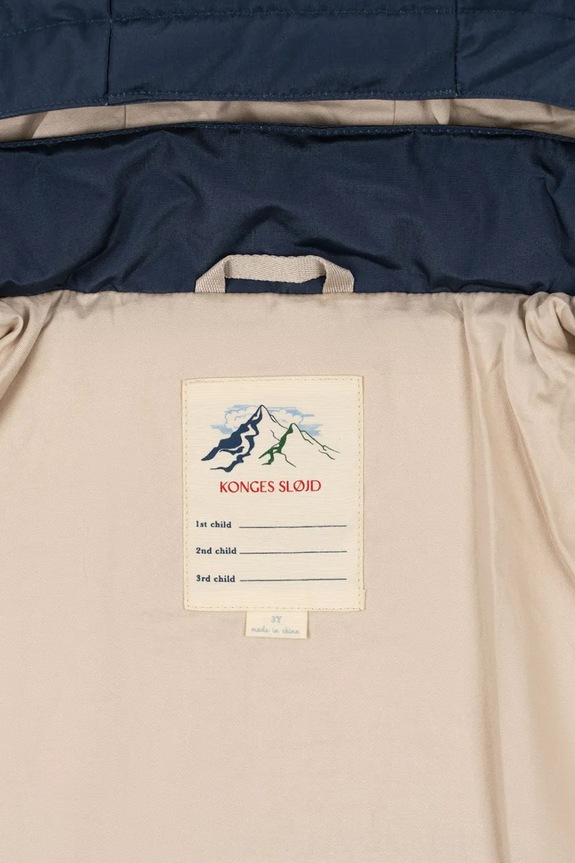 KONGES SLØJD
1st child
2nd child
3rd child
3Y
made in china